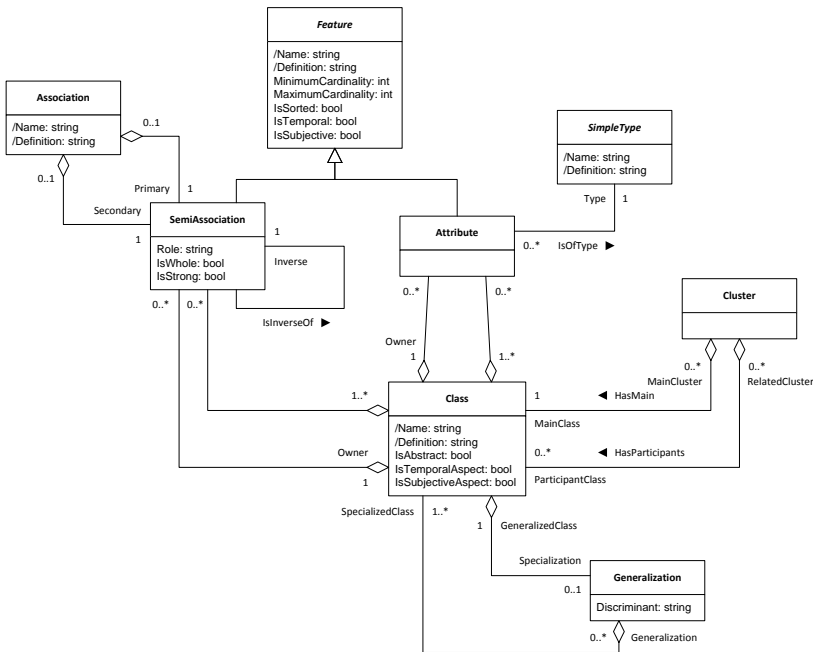 Feature
/Name: string
/Definition: string
MinimumCardinality: int
MaximumCardinality: int
IsSorted: bool
IsTemporal: bool
IsSubjective: bool
Association
/Name: string
/Definition: string
0..1
0..1
Primary
1
Secondary
1
SimpleType
/Name: string
/Definition: string
Type
1
SemiAssociation
Role: string
IsWhole: bool
IsStrong: bool
1
Inverse
IsInverseOf ►
0..*
0..*
Attribute
0..*
IsOfType ►
0..*
0..*
Owner
1
1..*
Cluster
0..*
MainCluster
0..*
RelatedCluster
Class
/Name: string
/Definition: string
IsAbstract: bool
IsTemporalAspect: bool
IsSubjectiveAspect: bool
1..*
Owner
1
1
◄ HasMain
MainClass
0..*
◄ HasParticipants
ParticipantClass
SpecializedClass
1..*
1
GeneralizedClass
Specialization
0..1
Generalization
Discriminant: string
0..*
Generalization